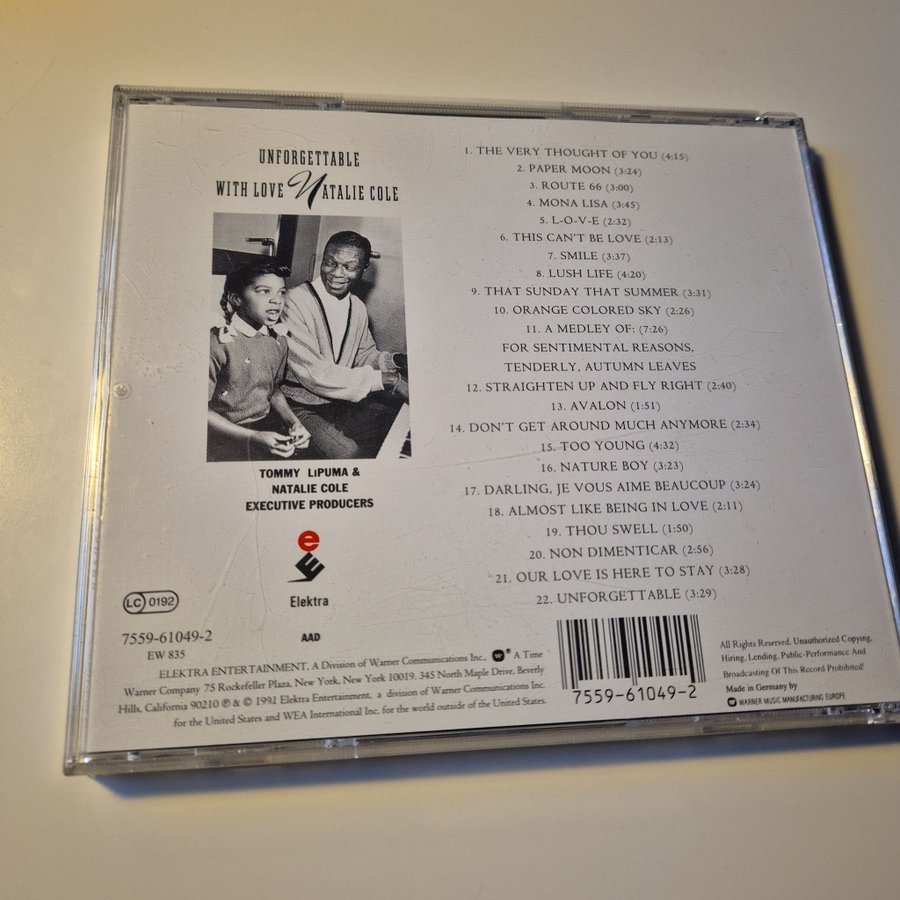 UNFORGETTABLE
WITH LOVE NATALIE COLE
TOMMY LiPUMA &
NATALIE COLE
EXECUTIVE PRODUCERS
e
E
Elektra
LC 0192
7559-61049-2
EW 835
AAD
1. THE VERY THOUGHT OF YOU (4:15)
2. PAPER MOON (3:24)
3. ROUTE 66 (3:00)
4. MONA LISA (3:45)
5. L-O-V-E (2:32)
6. THIS CAN'T BE LOVE (2:13)
7. SMILE (3:37)
8. LUSH LIFE (4:20)
9. THAT SUNDAY THAT SUMMER (3:31)
10. ORANGE COLORED SKY (2:26)
11. A MEDLEY OF: (7:26)
FOR SENTIMENTAL REASONS,
TENDERLY, AUTUMN LEAVES
12. STRAIGHTEN UP AND FLY RIGHT (2:40)
13. AVALON (1:51)
14. DON'T GET AROUND MUCH ANYMORE (2:34)
15. TOO YOUNG (4:32)
16. NATURE BOY (3:23)
17. DARLING, JE VOUS AIME BEAUCOUP (3:24)
18. ALMOST LIKE BEING IN LOVE (2:11)
19. THOU SWELL (1:50)
20. NON DIMENTICAR (2:56)
21. OUR LOVE IS HERE TO STAY (3:28)
22. UNFORGETTABLE (3:29)
ELEKTRA ENTERTAINMENT, A Division of Warner Communications Inc., ® A Time
Warner Company 75 Rockefeller Plaza, New York, New York 10019. 345 North Maple Drive, Beverly
Hills, California 90210 ℗ & © 1991 Elektra Entertainment, a division of Warner Communications Inc.
for the United States and WEA International Inc. for the world outside of the United States.
7559-61049-2
All Rights Reserved. Unauthorized Copying,
Hiring, Lending, Public-Performance And
Broadcasting Of This Record Prohibited!
Made in Germany by
WARNER MUSIC MANUFACTURING EUROPE